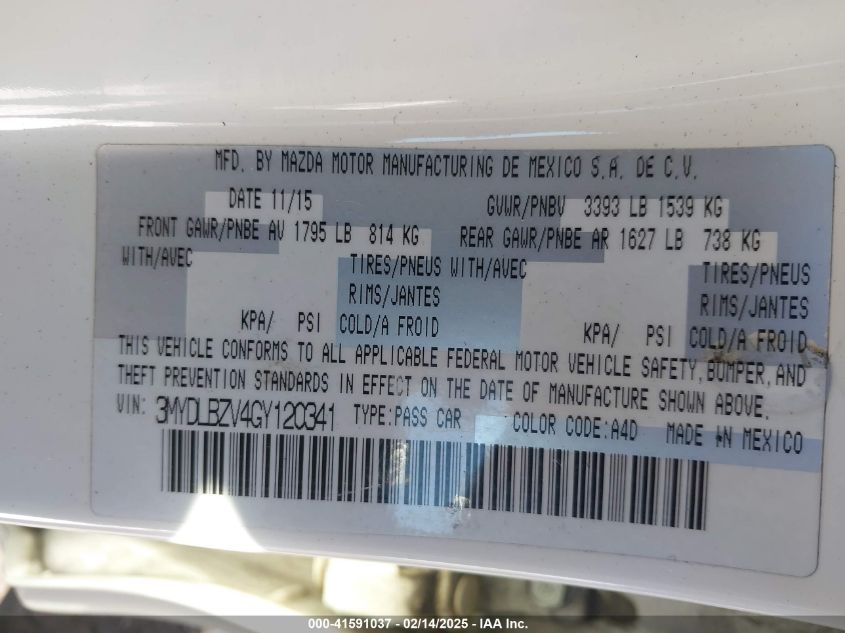 MFD. BY MAZDA MOTOR MANUFACTURING DE MEXICO S.A. DE C.V.
DATE 11/15 GVWR/PNBV 3393 LB 1539 KG
FRONT GAWR/PNBE AV 1795 LB 814 KG REAR GAWR/PNBE AR 1627 LB 738 KG
WITH/AVEC TIRES/PNEUS WITH/AVEC TIRES/PNEUS
RIMS/JANTES RIMS/JANTES
KPA/ PSI COLD/A FROID KPA/ PSI COLD/A FROID
THIS VEHICLE CONFORMS TO ALL APPLICABLE FEDERAL MOTOR VEHICLE SAFETY, BUMPER, AND
THEFT PREVENTION STANDARDS IN EFFECT ON THE DATE OF MANUFACTURE SHOWN ABOVE.
VIN: 3MYDLBZV4GY120341 TYPE:PASS CAR COLOR CODE:A4D MADE IN MEXICO
000-41591037 - 02/14/2025 - IAA Inc.